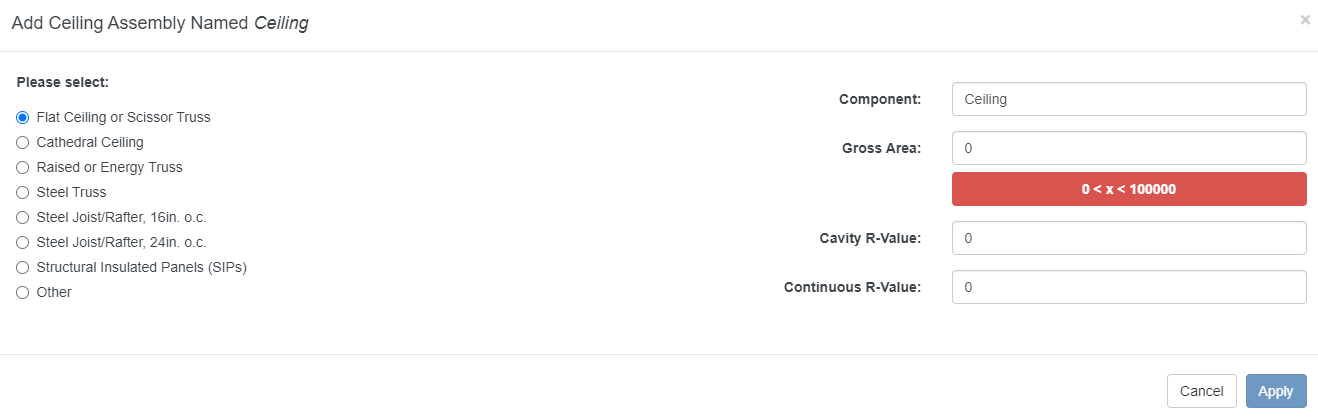 Add Ceiling Assembly Named Ceiling
×
Please select:
Flat Ceiling or Scissor Truss
Cathedral Ceiling
Raised or Energy Truss
Steel Truss
Steel Joist/Rafter, 16in. o.c.
Steel Joist/Rafter, 24in. o.c.
Structural Insulated Panels (SIPs)
Other
Component: Ceiling
Gross Area: 0
0 < x < 100000
Cavity R-Value: 0
Continuous R-Value: 0
Cancel Apply